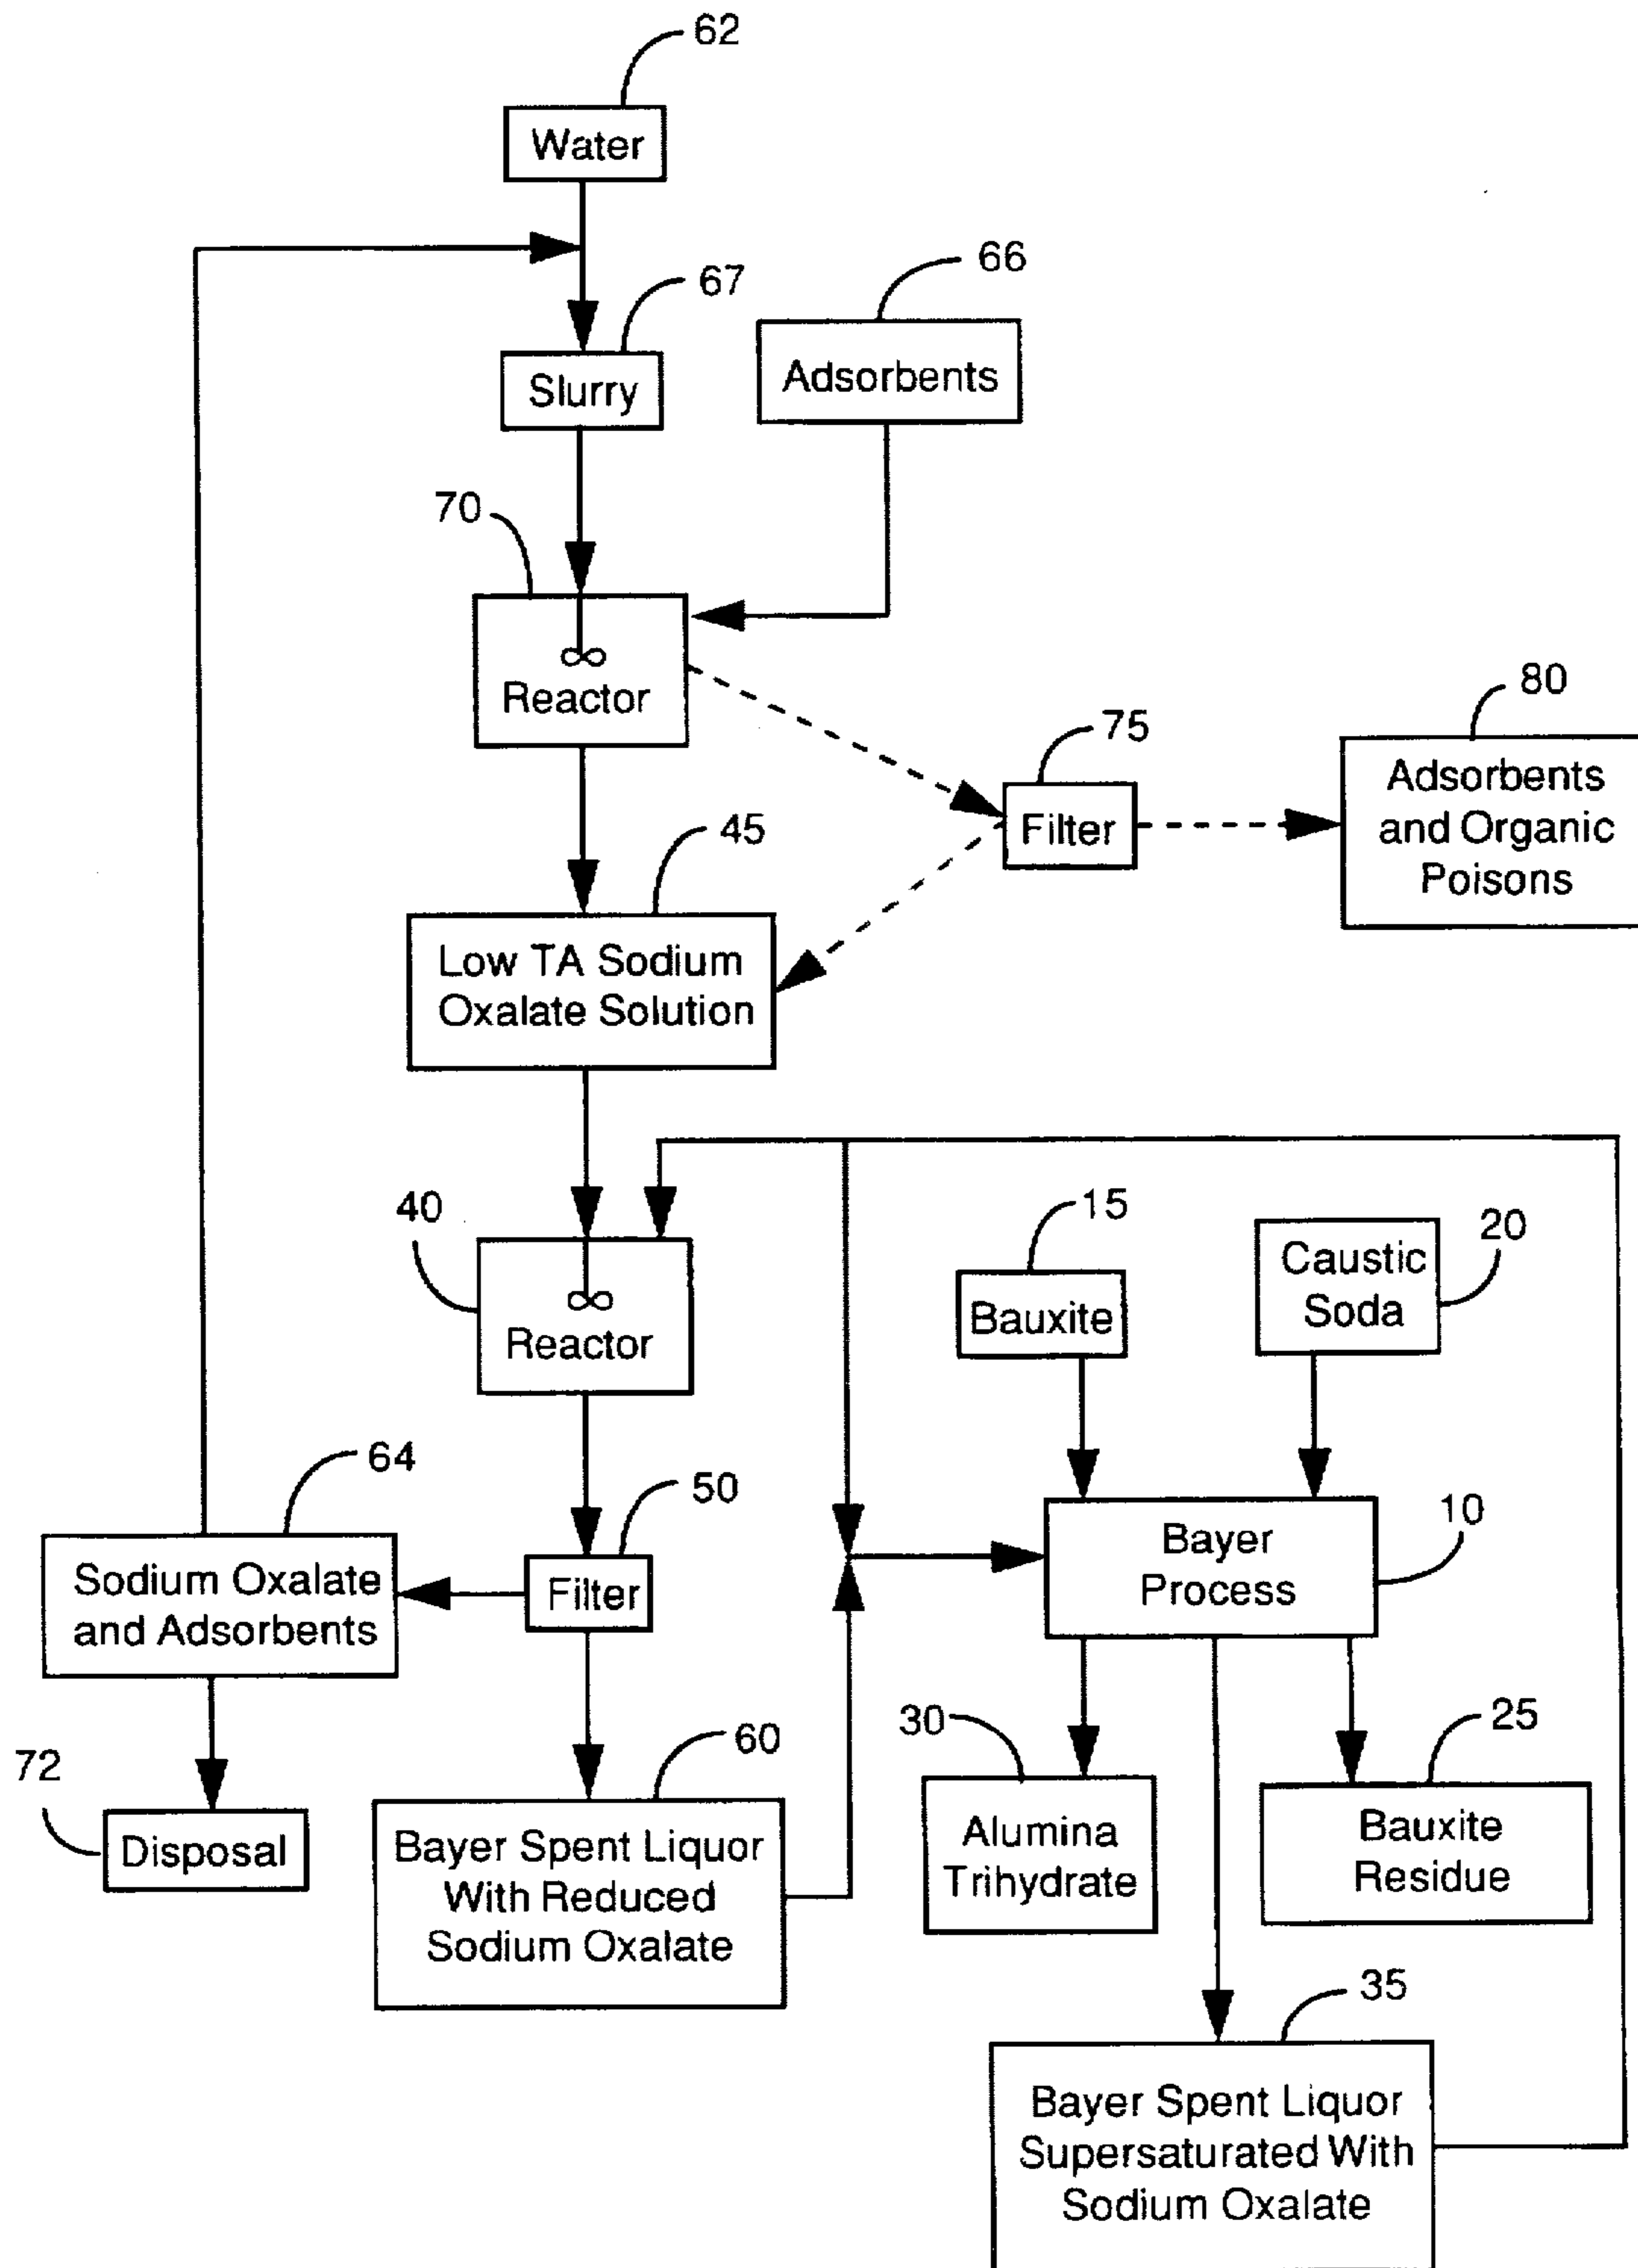 62
Water
66
67
Adsorbents
Slurry
70
Reactor
80
75
Adsorbents
and Organic
Poisons
Filter
45
Low TA Sodium
Oxalate Solution
40
15
20
Caustic
Soda
Bauxite
Reactor
64
50
10
Bayer
Process
Sodium Oxalate
and Adsorbents
Filter
30
25
60
72
Disposal
Bayer Spent Liquor
With Reduced
Sodium Oxalate
Alumina
Trihydrate
Bauxite
Residue
35
Bayer Spent Liquor
Supersaturated With
Sodium Oxalate